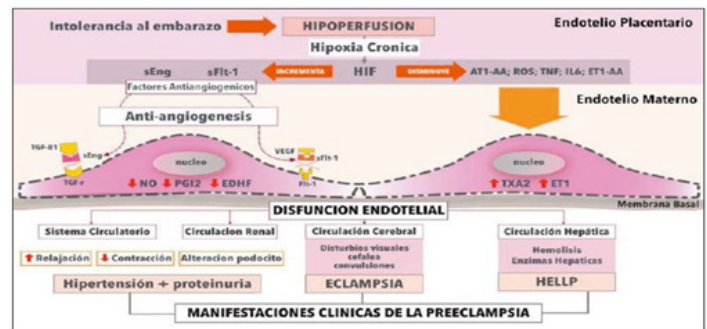 Intolerancia al embarazo
HIPOPERFUSION
Endotelio Placentario
Hipoxia Cronica
sEng
sFlt-1
INCREMENTA
HIF
DISMINUYE
AT1-AA; ROS; TNF; IL6; ET1-AA
Factores Antiangiogenicos
Endotelio Materno
Anti-angiogenesis
TGF-B1
sEng
TGF-r
nucleo
VEGF
sFlt-1
Flt-1
nucleo
NO
PGI2
EDHF
TXA2
ET1
Membrana Basal
DISFUNCION ENDOTELIAL
Sistema Circulatorio
Circulacion Renal
Circulación Cerebral
Circulación Hepática
Relajación
Contracción
Alteracion podocito
Disturbios visuales
cefalea
convulsiones
Hemolisis
Enzimas Hepaticas
Hipertensión + proteinuria
ECLAMPSIA
HELLP
MANIFESTACIONES CLINICAS DE LA PREECLAMPSIA